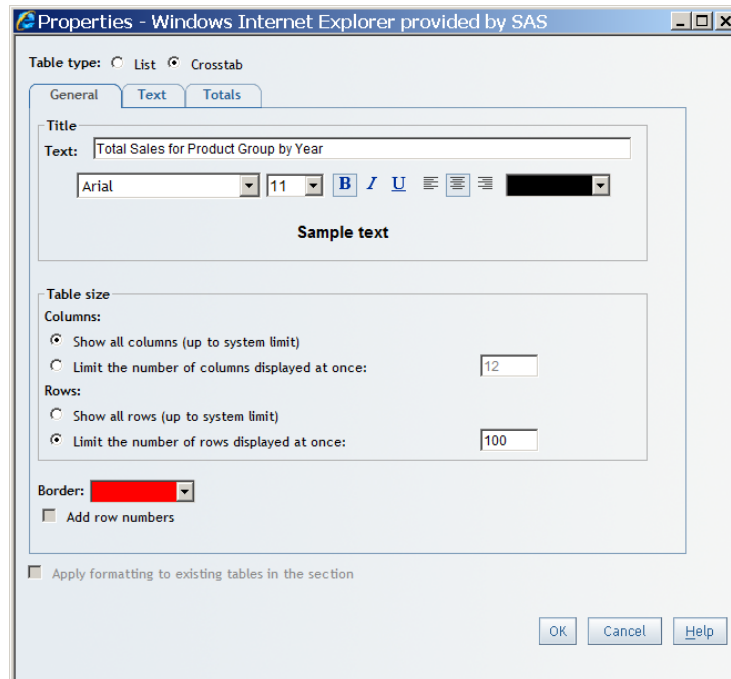 Properties - Windows Internet Explorer provided by SAS
Table type: List Crosstab
General Text Totals
Title
Text: Total Sales for Product Group by Year
Arial 11 B I U
Sample text
Table size
Columns:
Show all columns (up to system limit)
Limit the number of columns displayed at once: 12
Rows:
Show all rows (up to system limit)
Limit the number of rows displayed at once: 100
Border:
Add row numbers
Apply formatting to existing tables in the section
OK Cancel Help